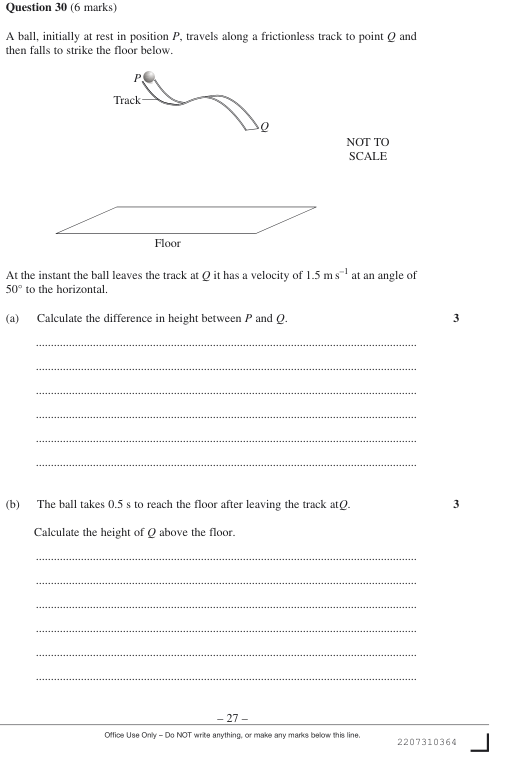 Question 30 (6 marks)
A ball, initially at rest in position P, travels along a frictionless track to point Q and
then falls to strike the floor below.
P
Track
Q
NOT TO
SCALE
Floor
At the instant the ball leaves the track at Q it has a velocity of 1.5 m s⁻¹ at an angle of
50° to the horizontal.
(a) Calculate the difference in height between P and Q. 3
(b) The ball takes 0.5 s to reach the floor after leaving the track atQ. 3
Calculate the height of Q above the floor.
– 27 –
Office Use Only – Do NOT write anything, or make any marks below this line.
2207310364